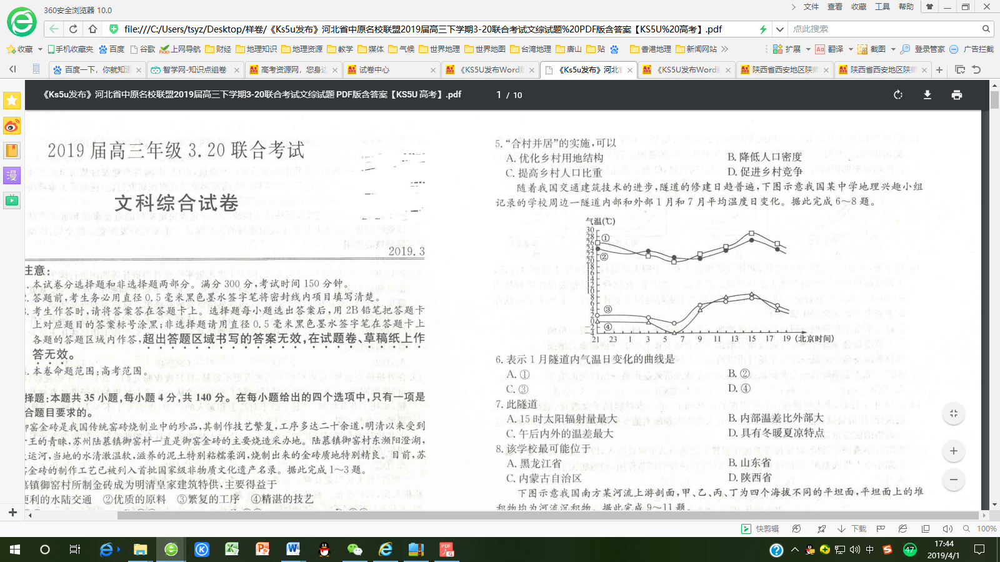 360安全浏览器 10.0
文件 查看 收藏 工具 帮助
file:///C:/Users/tsyz/Desktop/样卷/《Ks5u发布》河北省中原名校联盟2019届高三下学期3-20联合考试文综试题%20PDF版含答案【KS5U%20高考】.pdf
点此搜索
收藏 手机收藏夹 百度 谷歌 上网导航 财经 地理知识 地理资源 教学 媒体 气候 世界地理 世界地图 台湾地理 唐山 贴 香港地理 新闻网站 扩展 翻译 截图 登录管家 广告拦截
百度一下，你就知道 智学网-知识点组卷 高考资源网，您身边 试卷中心 《KS5U发布Word版 《Ks5u发布》河北省 《KS5U发布Word版 陕西省西安地区陕师 陕西省西安地区陕师
《Ks5u发布》河北省中原名校联盟2019届高三下学期3-20联合考试文综试题 PDF版含答案【KS5U 高考】.pdf
1 / 10
2019 届高三年级 3.20 联合考试
文科综合试卷
2019.3
注意：
本试卷分选择题和非选择题两部分。满分 300 分，考试时间 150 分钟。
答题前，考生务必用直径 0.5 毫米黑色墨水签字笔将密封线内项目填写清楚。
考生作答时，请将答案答在答题卡上。选择题每小题选出答案后，用 2B 铅笔把答题卡
上对应题目的答案标号涂黑；非选择题请用直径 0.5 毫米黑色墨水签字笔在答题卡上
各题的答题区域内作答，超出答题区域书写的答案无效，在试题卷、草稿纸上作
答无效。
本卷命题范围：高考范围。
择题：本题共 35 小题，每小题 4 分，共 140 分。在每小题给出的四个选项中，只有一项是
合题目要求的。
御窑金砖是我国传统窑砖烧制业中的珍品，其制作技艺繁复，工序多达二十余道，明清以来受到
王的青睐，苏州陆慕镇御窑村一直是御窑金砖的主要烧造采办地。陆慕镇御窑村东濒阳澄湖，
运河，当地的水清澈温软，滋养的泥土特别粘糯柔润，烧制出来的金砖质地特别精良。目前，苏
窑金砖的制作工艺已被列入首批国家级非物质文化遗产名录。据此完成 1～3 题。
慕镇御窑村所制金砖成为明清皇家建筑特供，主要得益于
便利的水陆交通 ②优质的原料 ③繁复的工序 ④精湛的技艺
5. “合村并居”的实施，可以
A. 优化乡村用地结构 B. 降低人口密度
C. 提高乡村人口比重 D. 促进乡村竞争
随着我国交通建筑技术的进步，隧道的修建日趋普遍，下图示意我国某中学地理兴趣小组
记录的学校周边一隧道内部和外部 1 月和 7 月平均温度日变化。据此完成 6～8 题。
气温(℃)
30
28
26
24
22
20
18
16
14
12
10
8
6
4
2
0
-2
-4
①
②
③
④
21 23 1 3 5 7 9 11 13 15 17 19 (北京时间)
6. 表示 1 月隧道内气温日变化的曲线是
A. ① B. ②
C. ③ D. ④
7. 此隧道
A. 15 时太阳辐射量最大 B. 内部温差比外部大
C. 午后内外的温差最大 D. 具有冬暖夏凉特点
8. 该学校最可能位于
A. 黑龙江省 B. 山东省
C. 内蒙古自治区 D. 陕西省
下图示意我国南方某河流上游剖面，甲、乙、丙、丁为四个海拔不同的平坦面，平坦面上的堆
积物均为河流沉积物。据此完成 9～11 题。
快剪辑 下载 100%
中 47
17:44
2019/4/1